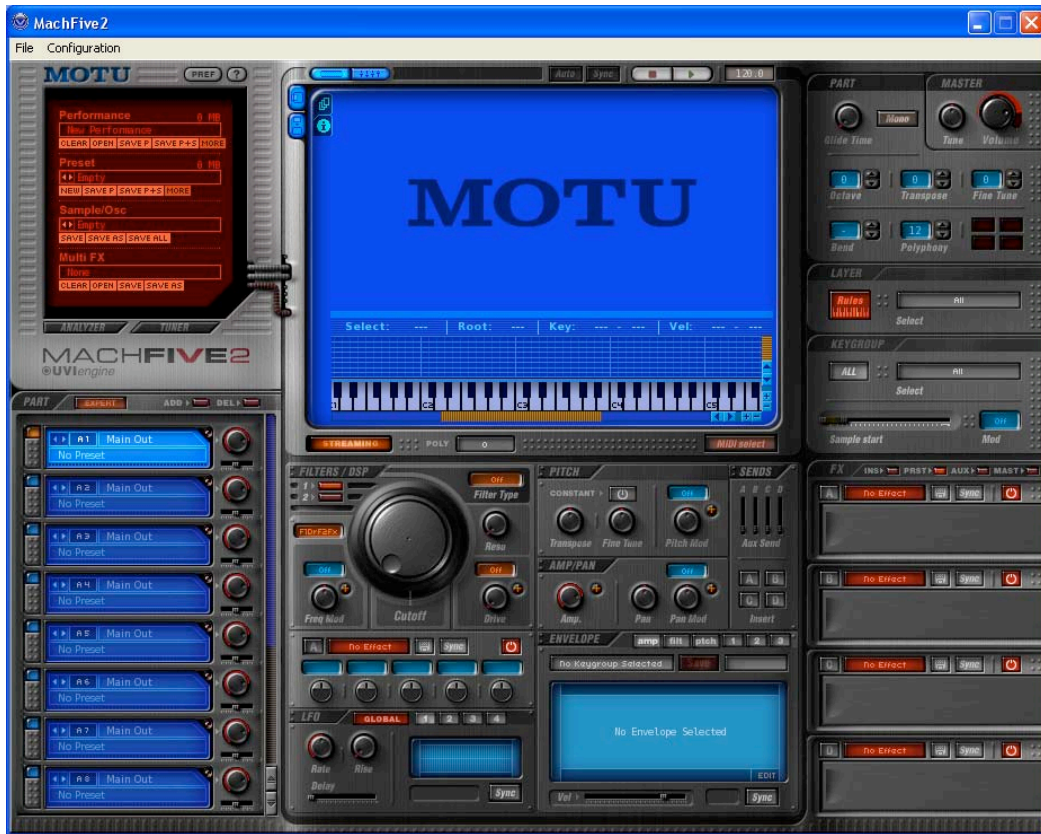 MachFive2
File Configuration
MOTU PREF ?
Performance 0 MB
New Performance
CLEAR OPEN SAVE P SAVE P+S MORE
Preset 0 MB
Empty
NEW SAVE P SAVE P+S MORE
Sample/Osc
Empty
SAVE SAVE AS SAVE ALL
Multi FX
None
CLEAR OPEN SAVE SAVE AS
ANALYZER TUNER
MACHFIVE2
UVIengine
PART EXPERT ADD DEL
A1 Main Out
No Preset
A2 Main Out
No Preset
A3 Main Out
No Preset
A4 Main Out
No Preset
A5 Main Out
No Preset
A6 Main Out
No Preset
A7 Main Out
No Preset
A8 Main Out
No Preset
Auto Sync 120.0
MOTU
Select: --- Root: --- Key: --- - --- Vel: --- - ---
C2 C3 C4 C5
STREAMING POLY 0 MIDI select
FILTERS / DSP
1
2
Off
Filter Type
F1DrF2Fx
Reso
Off
Off
Freq Mod Cutoff Drive
A No Effect Sync
LFO GLOBAL 1 2 3 4
Rate Rise
Delay
Sync
PITCH
CONSTANT Off
Transpose Fine Tune Pitch Mod
AMP/PAN
Off
Amp. Pan Pan Mod
SENDS
A B C D
Aux Send
A B
C D
Insert
ENVELOPE amp filt ptch 1 2 3
No Keygroup Selected Save
No Envelope Selected
EDIT
Vel Sync
PART MASTER
Mono
Glide Time Tune Volume
0 0 0
Octave Transpose Fine Tune
- 12
Bend Polyphony
LAYER
Rules All
Select
KEYGROUP
ALL All
Select
Off
Sample start Mod
FX INS PRST AUX MAST
A No Effect Sync
B No Effect Sync
C No Effect Sync
D No Effect Sync